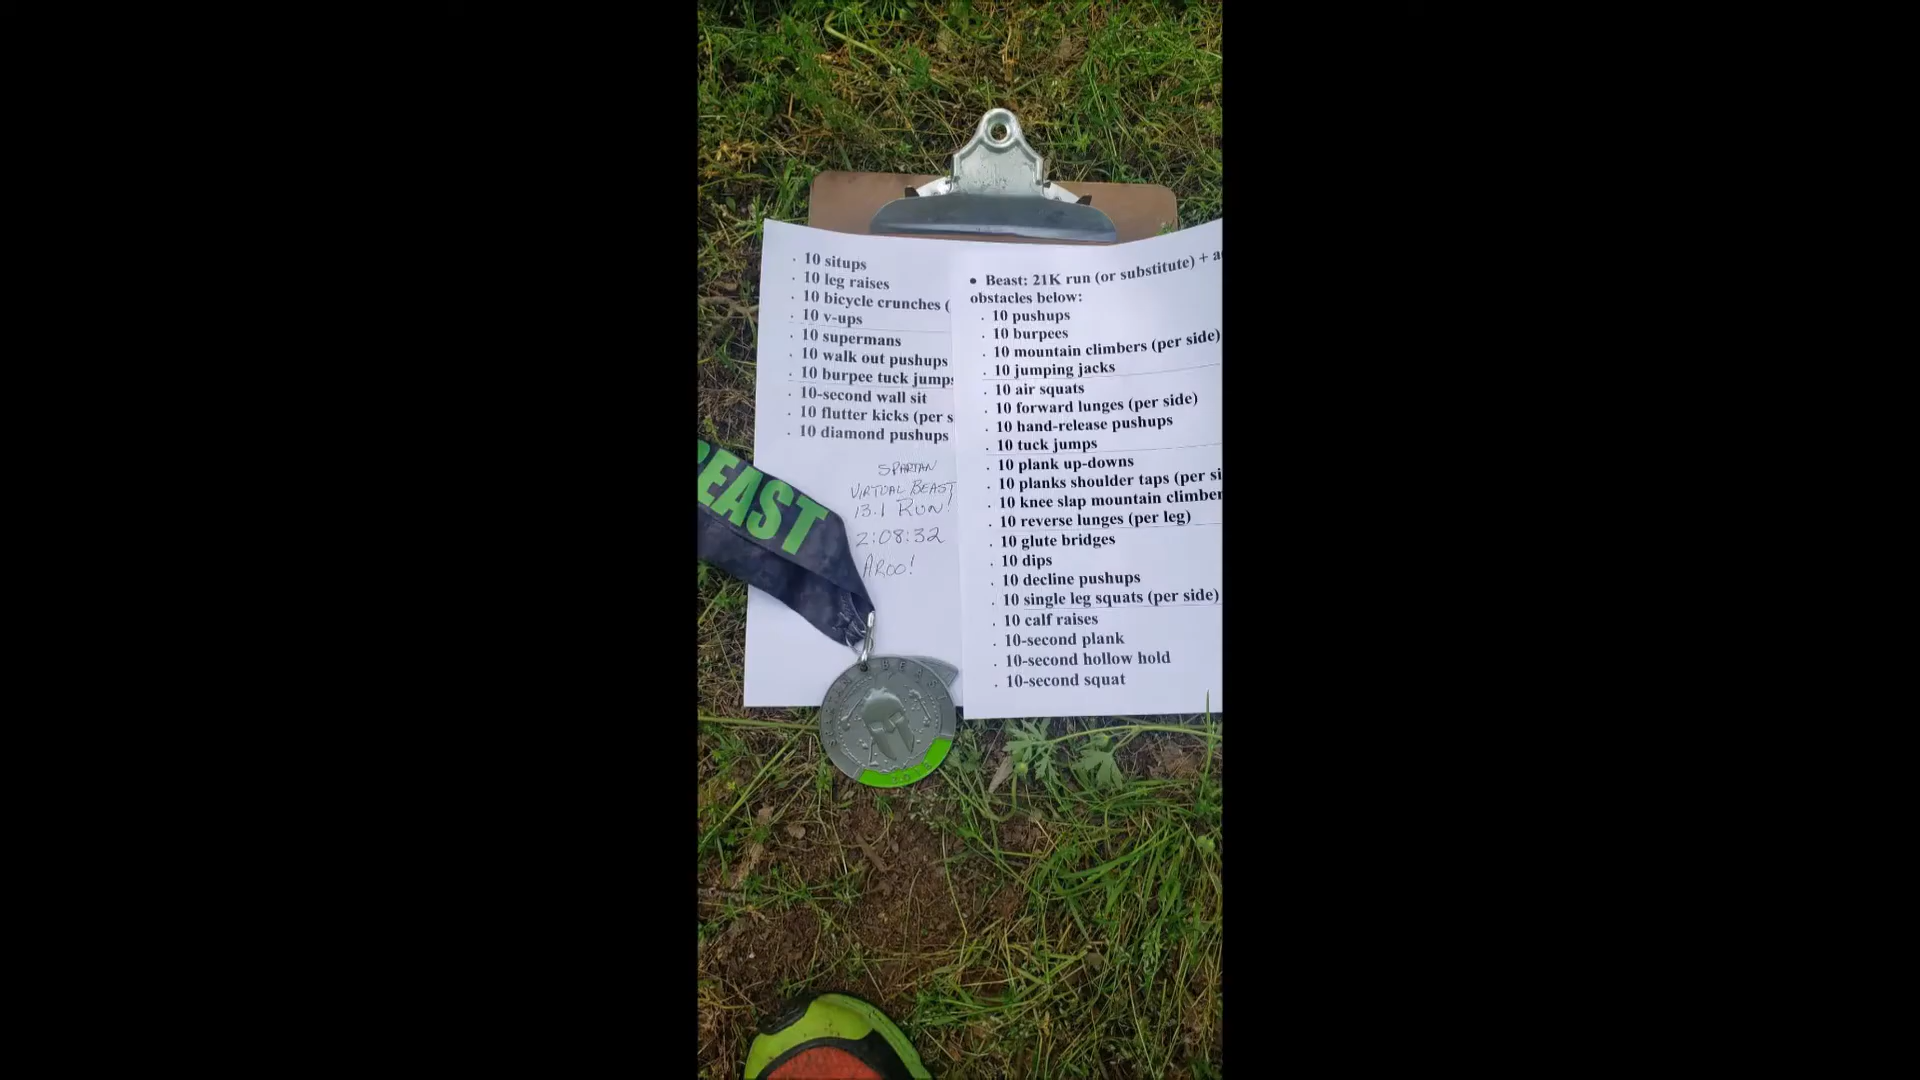 • Beast: 21K run (or substitute) + a
obstacles below:
. 10 pushups
. 10 burpees
. 10 mountain climbers (per side)
. 10 jumping jacks
. 10 air squats
. 10 forward lunges (per side)
. 10 hand-release pushups
. 10 tuck jumps
. 10 plank up-downs
. 10 planks shoulder taps (per si
. 10 knee slap mountain climber
. 10 reverse lunges (per leg)
. 10 glute bridges
. 10 dips
. 10 decline pushups
. 10 single leg squats (per side)
. 10 calf raises
. 10-second plank
. 10-second hollow hold
. 10-second squat
. 10 situps
. 10 leg raises
. 10 bicycle crunches (
. 10 v-ups
. 10 supermans
. 10 walk out pushups
. 10 burpee tuck jumps
. 10-second wall sit
. 10 flutter kicks (per s
. 10 diamond pushups
SPARTAN
VIRTUAL BEAST
13.1 RUN!
2:08:32
AROO!
BEAST
SPARTAN BEAST